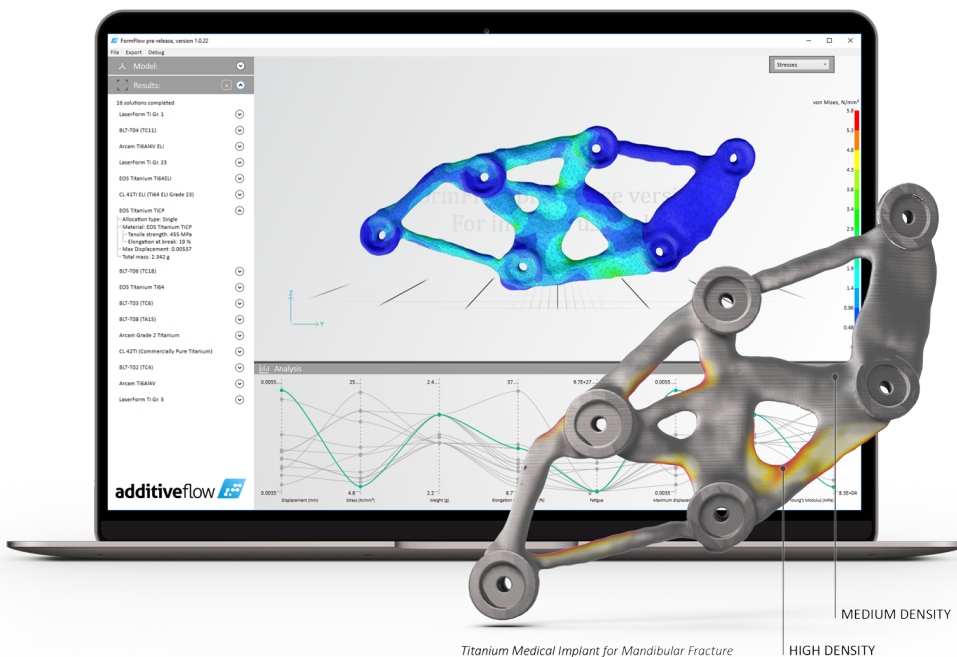 FormFlow pre-release, version 1.0.22
File Export Debug
Model:
Results:
16 solutions completed
LaserForm Ti Gr. 1
BLT-T04 (TC11)
Arcam Ti6Al4V ELI
LaserForm Ti Gr. 23
EOS Titanium Ti64ELI
CL 41TI ELI (Ti64 ELI Grade 23)
EOS Titanium TiCP
Allocation type: Single
Material: EOS Titanium TiCP
Tensile strength: 455 MPa
Elongation at break: 19 %
Max Displacement: 0.00537
Total mass: 2.342 g
BLT-T06 (TC18)
EOS Titanium Ti64
BLT-T03 (TC6)
BLT-T08 (TA15)
Arcam Grade 2 Titanium
CL 42TI (Commercially Pure Titanium)
BLT-T02 (TC4)
Arcam Ti6Al4V
LaserForm Ti Gr. 5
additiveflow
Stresses
von Mises, N/mm²
5.8
5.3
4.8
4.3
3.8
3.4
2.9
1.9
1.4
0.96
0.48
Z
Y
Analysis
0.0055... 25... 2.4... 37... 9.7E+27... 0.0055...
0.0035 4.8 2.2 8.7 0 0.0035 8.3E+04
Displacement (mm) Stress (N/mm²) Weight (g) Elongation (%) Fatigue Maximum Young's Modulus (MPa)
MEDIUM DENSITY
HIGH DENSITY
Titanium Medical Implant for Mandibular Fracture